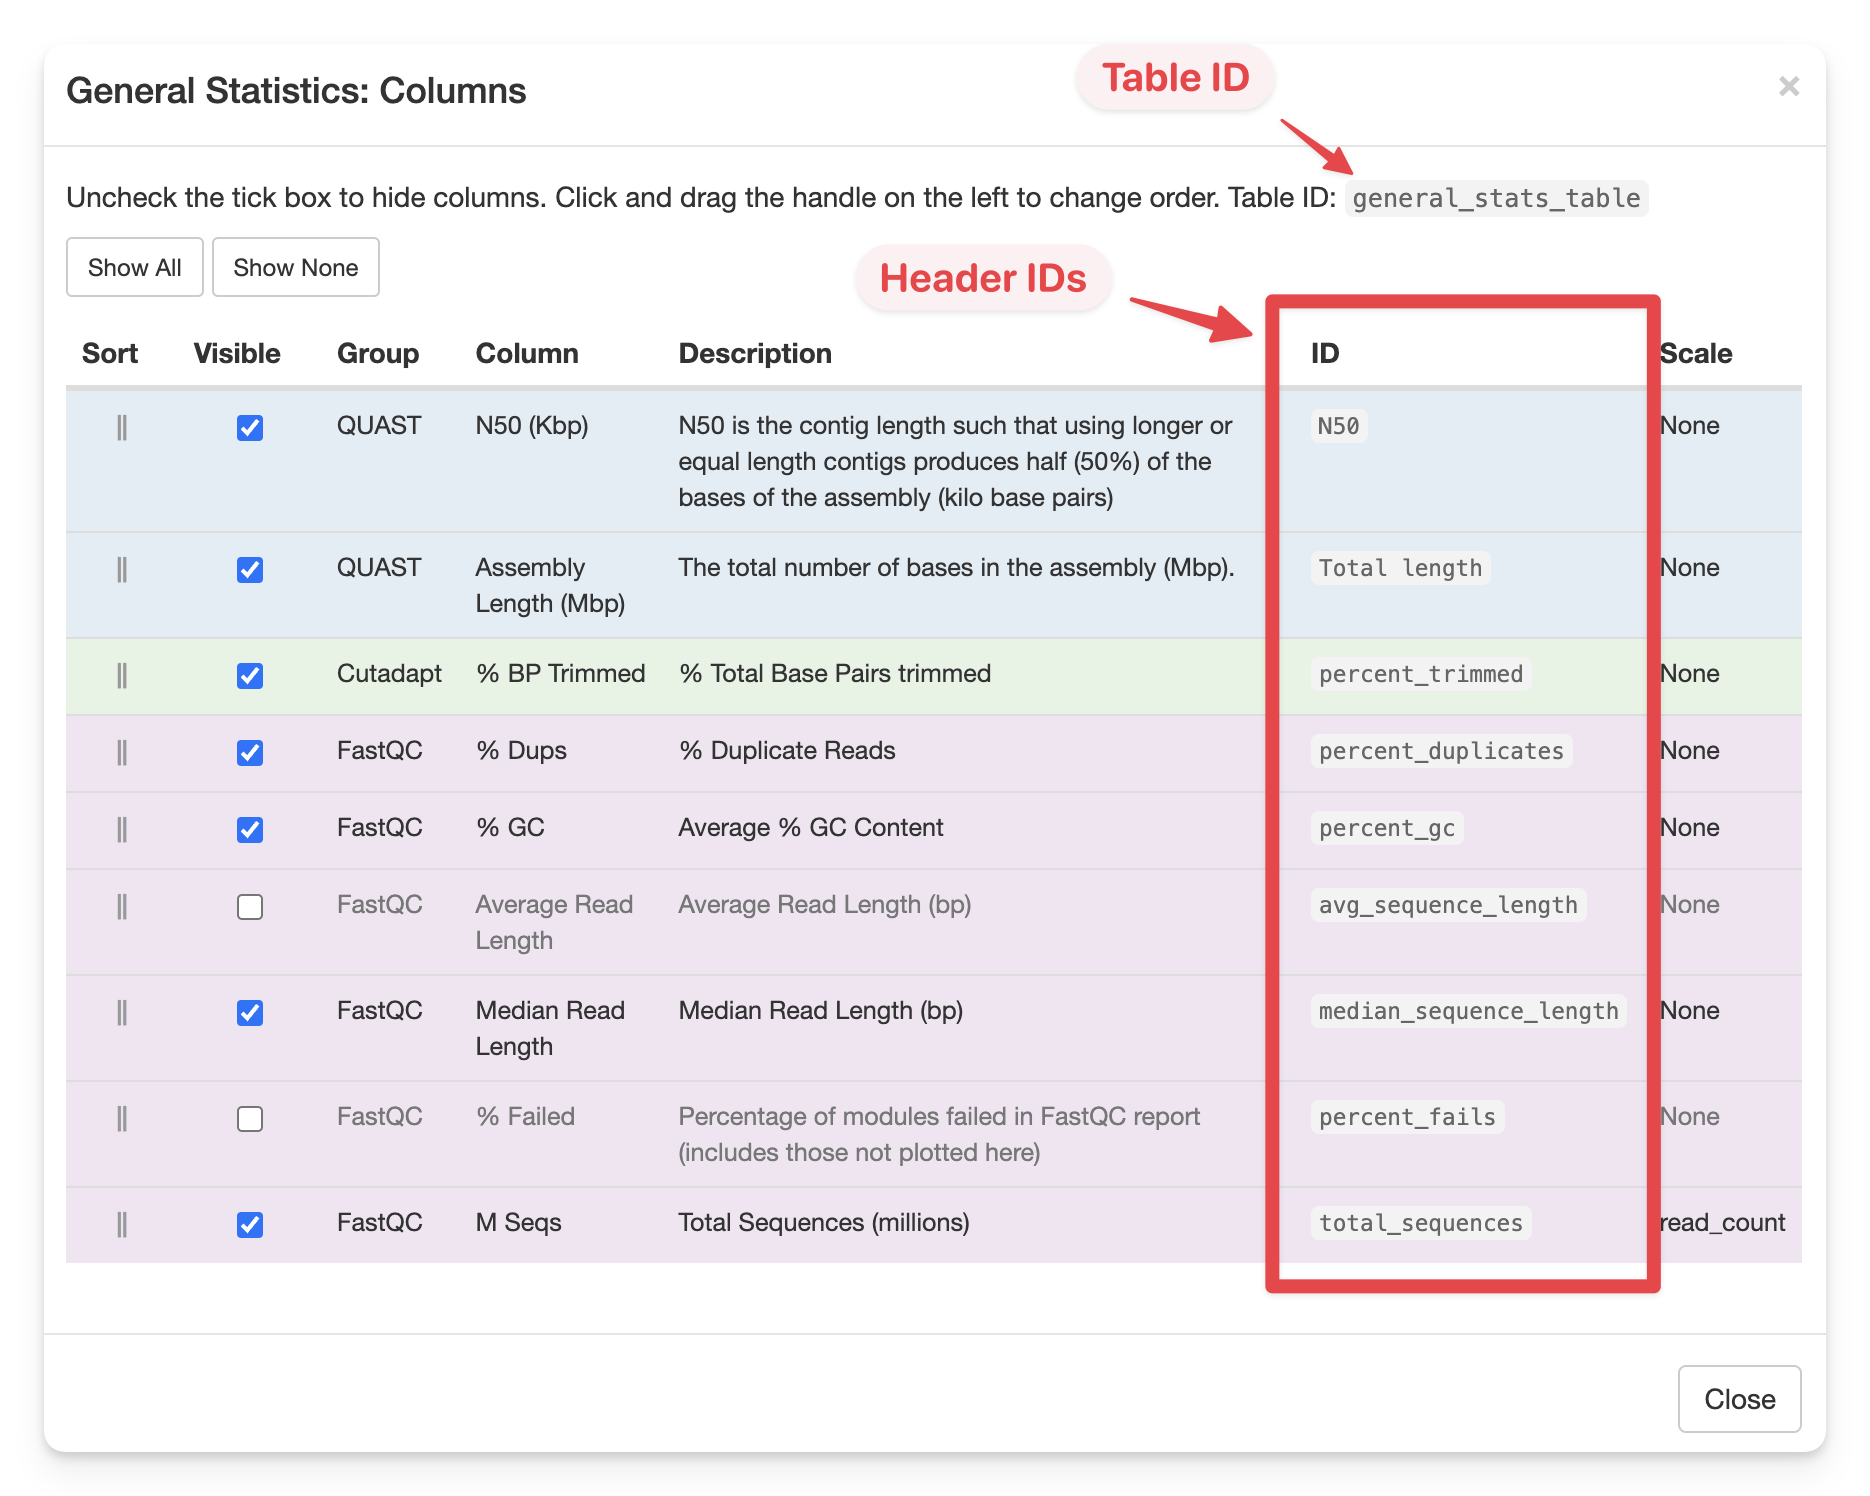 Table ID
General Statistics: Columns
×
Uncheck the tick box to hide columns. Click and drag the handle on the left to change order. Table ID: general_stats_table
Show All Show None
Header IDs
Sort Visible Group Column Description ID Scale
QUAST N50 (Kbp) N50 is the contig length such that using longer or N50 None
equal length contigs produces half (50%) of the
bases of the assembly (kilo base pairs)
QUAST Assembly The total number of bases in the assembly (Mbp). Total length None
Length (Mbp)
Cutadapt % BP Trimmed % Total Base Pairs trimmed percent_trimmed None
FastQC % Dups % Duplicate Reads percent_duplicates None
FastQC % GC Average % GC Content percent_gc None
FastQC Average Read Average Read Length (bp) avg_sequence_length None
Length
FastQC Median Read Median Read Length (bp) median_sequence_length None
Length
FastQC % Failed Percentage of modules failed in FastQC report percent_fails None
(includes those not plotted here)
FastQC M Seqs Total Sequences (millions) total_sequences read_count
Close